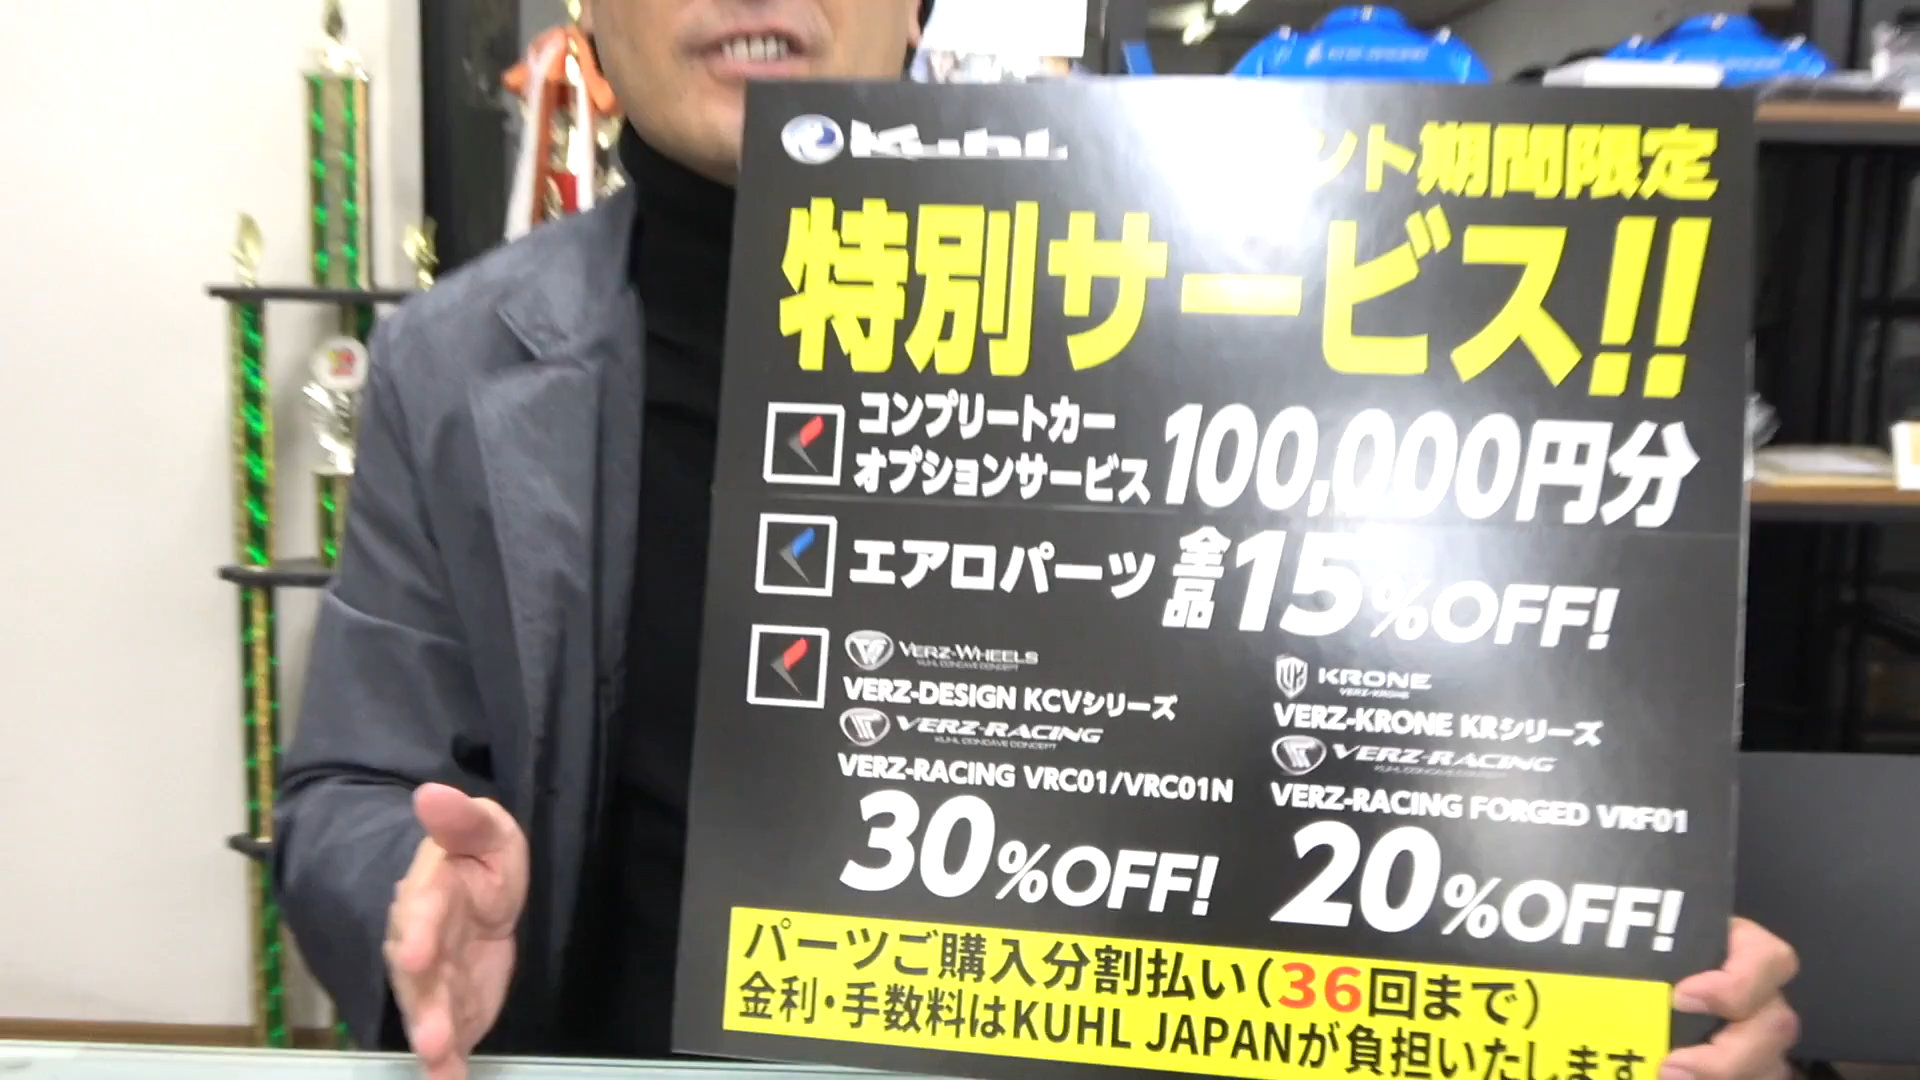 Kuhl
ント期間限定
特別サービス!!
コンプリートカー
オプションサービス
100,000円分
エアロパーツ
全品
15%OFF!
VERZ-WHEELS
KUHL CONCAVE CONCEPT
VERZ-DESIGN KCVシリーズ
VERZ-RACING
KUHL CONCAVE CONCEPT
VERZ-RACING VRC01/VRC01N
30%OFF!
KRONE
VERZ-KRONE
VERZ-KRONE KRシリーズ
VERZ-RACING
KUHL CONCAVE CONCEPT
VERZ-RACING FORGED VRF01
20%OFF!
パーツご購入分割払い(36回まで)
金利・手数料はKUHL JAPANが負担いたします